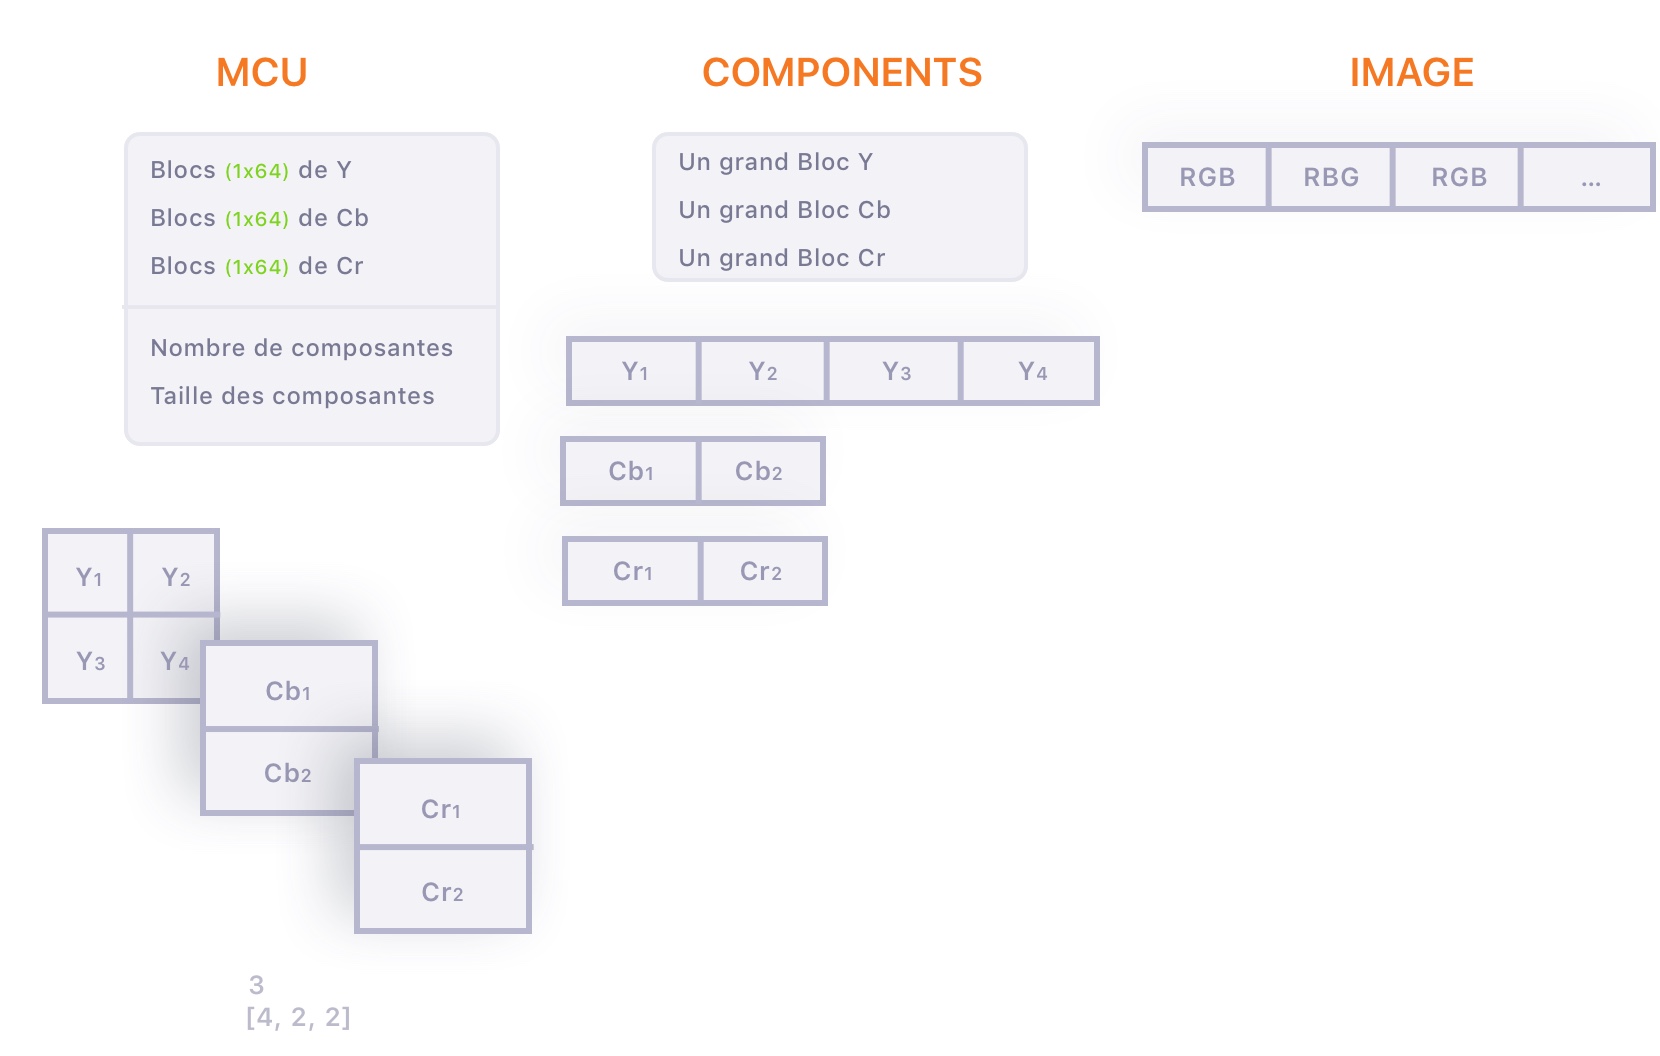 MCU
Blocs (1x64) de Y
Blocs (1x64) de Cb
Blocs (1x64) de Cr
Nombre de composantes
Taille des composantes
Y1 Y2
Y3 Y4
Cb1
Cb2
Cr1
Cr2
3
[4, 2, 2]
COMPONENTS
Un grand Bloc Y
Un grand Bloc Cb
Un grand Bloc Cr
Y1 Y2 Y3 Y4
Cb1 Cb2
Cr1 Cr2
IMAGE
RGB RBG RGB ...